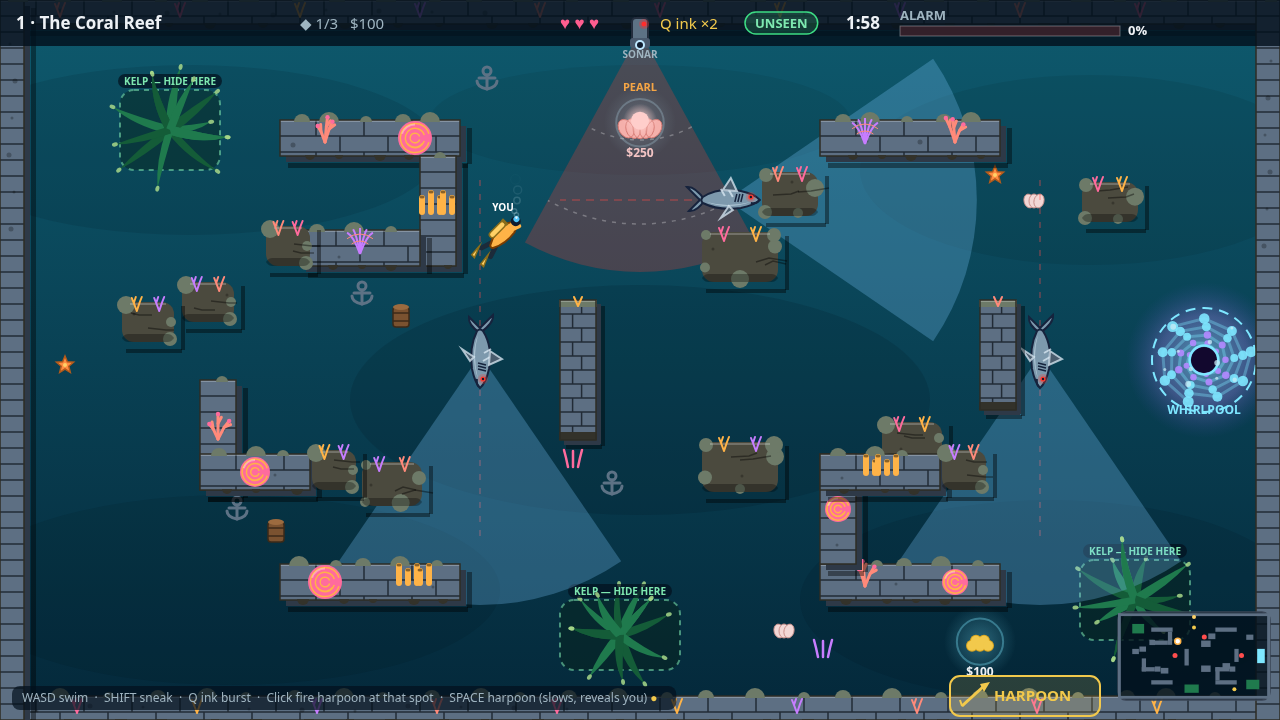 1 · The Coral Reef
◆ 1/3 $100
♥ ♥ ♥
Q ink ×2
UNSEEN
1:58
ALARM
0%
SONAR
KELP — HIDE HERE
PEARL
$250
YOU
WHIRLPOOL
KELP — HIDE HERE
KELP — HIDE HERE
$100
WASD swim · SHIFT sneak · Q ink burst · Click fire harpoon at that spot · SPACE harpoon (slows, reveals you)
HARPOON